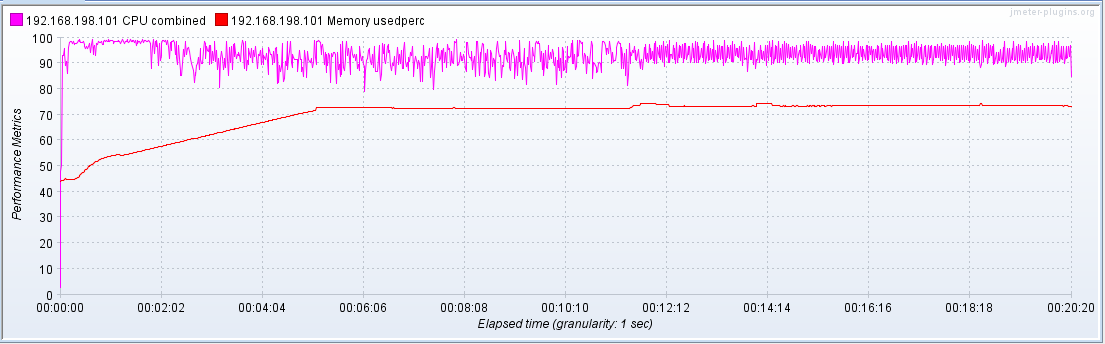 jmeter-plugins.org
192.168.198.101 CPU combined 192.168.198.101 Memory usedperc
100
90
80
70
60
50
40
30
20
10
0
Performance Metrics
00:00:00 00:02:02 00:04:04 00:06:06 00:08:08 00:10:10 00:12:12 00:14:14 00:16:16 00:18:18 00:20:20
Elapsed time (granularity: 1 sec)